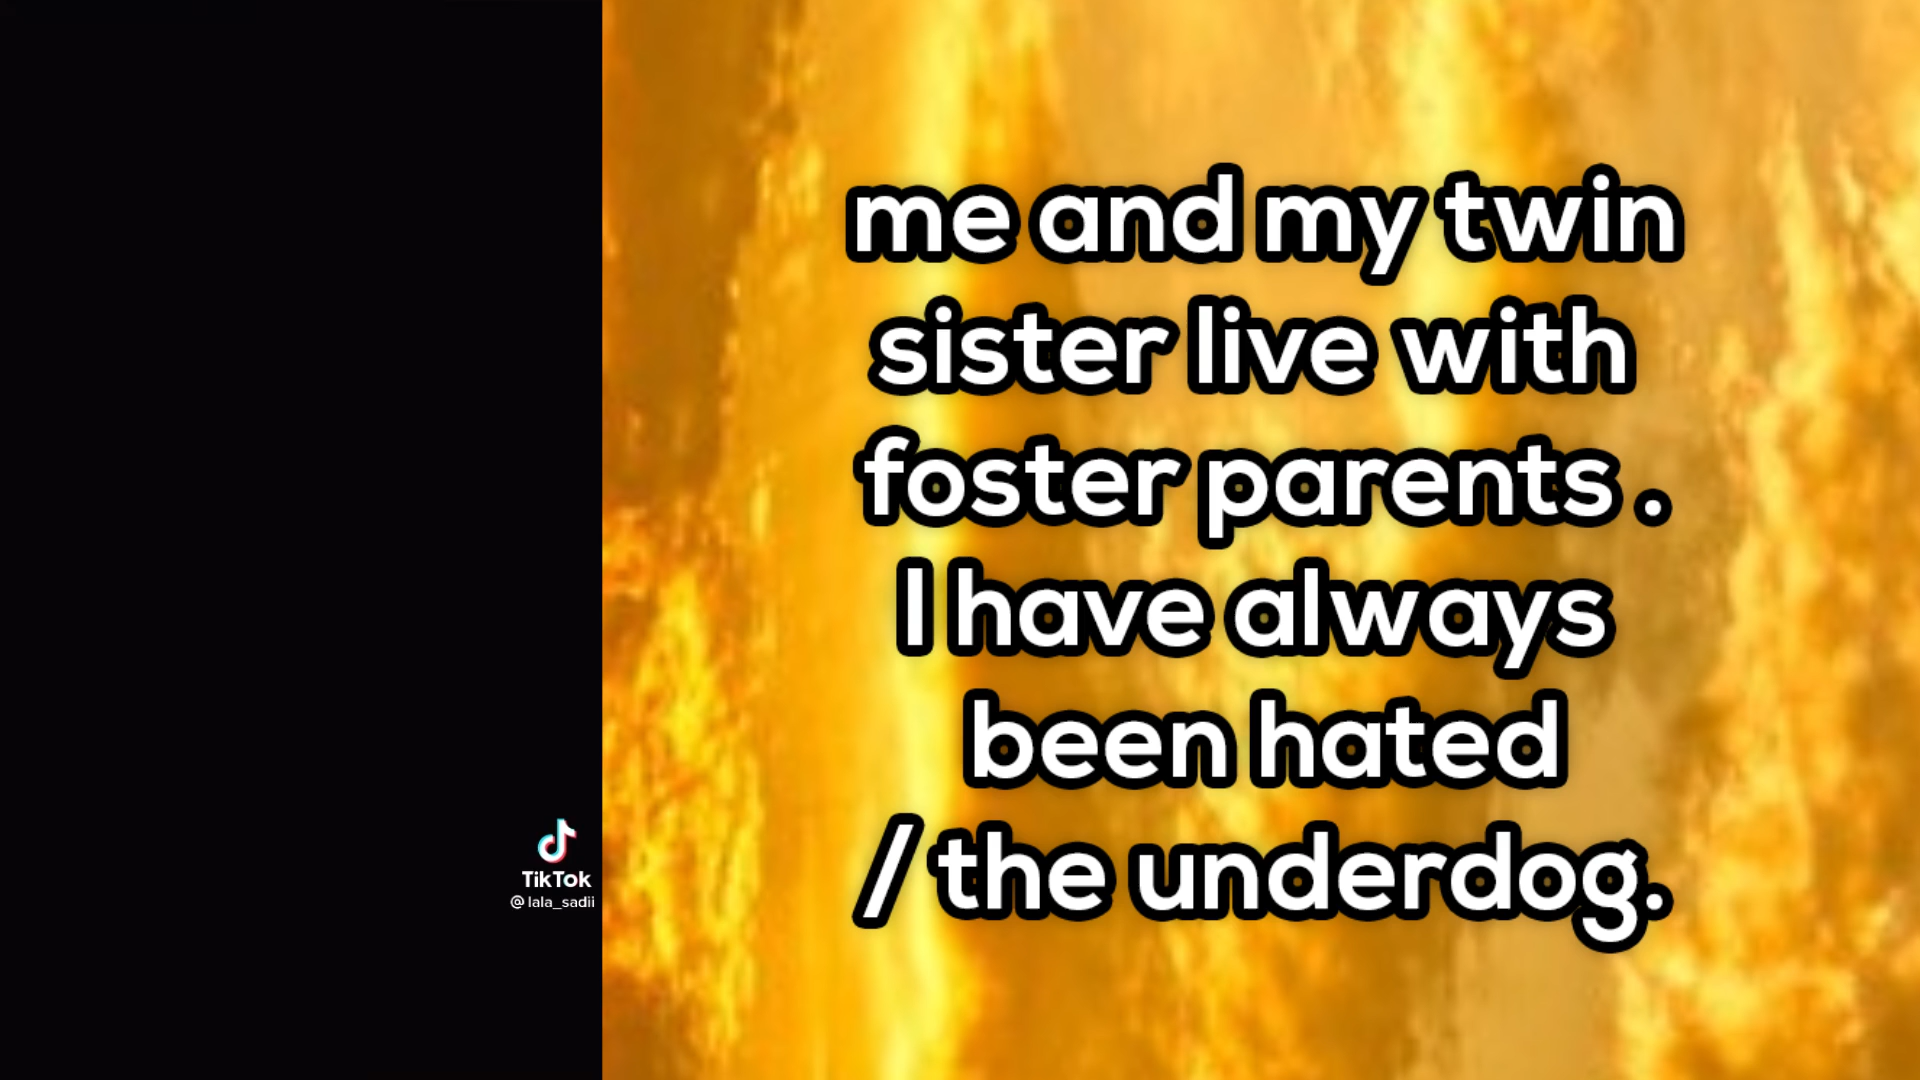 me and my twin
sister live with
foster parents .
I have always
been hated
/ the underdog.
TikTok
@lala_sadii